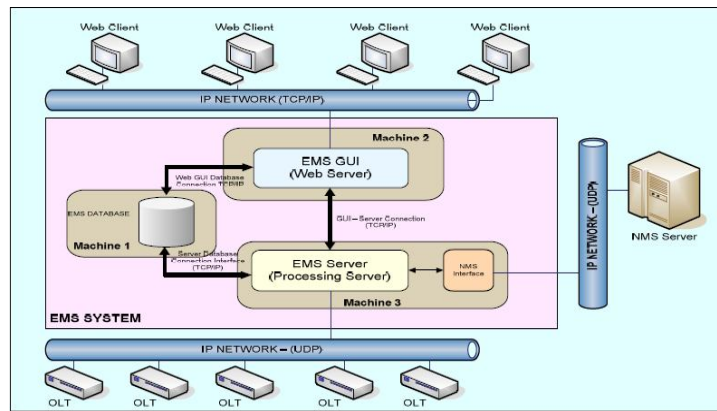 Web Client
Web Client
Web Client
Web Client
IP NETWORK (TCP/IP)
Machine 2
EMS GUI
(Web Server)
Web GUI Database
Connection TCP/IP
EMS DATABASE
Machine 1
GUI – Server Connection
(TCP/IP)
Server Database
Connection Interface
(TCP/IP)
EMS Server
(Processing Server)
NMS
Interface
Machine 3
EMS SYSTEM
IP NETWORK – (UDP)
NMS Server
IP NETWORK – (UDP)
OLT
OLT
OLT
OLT
OLT